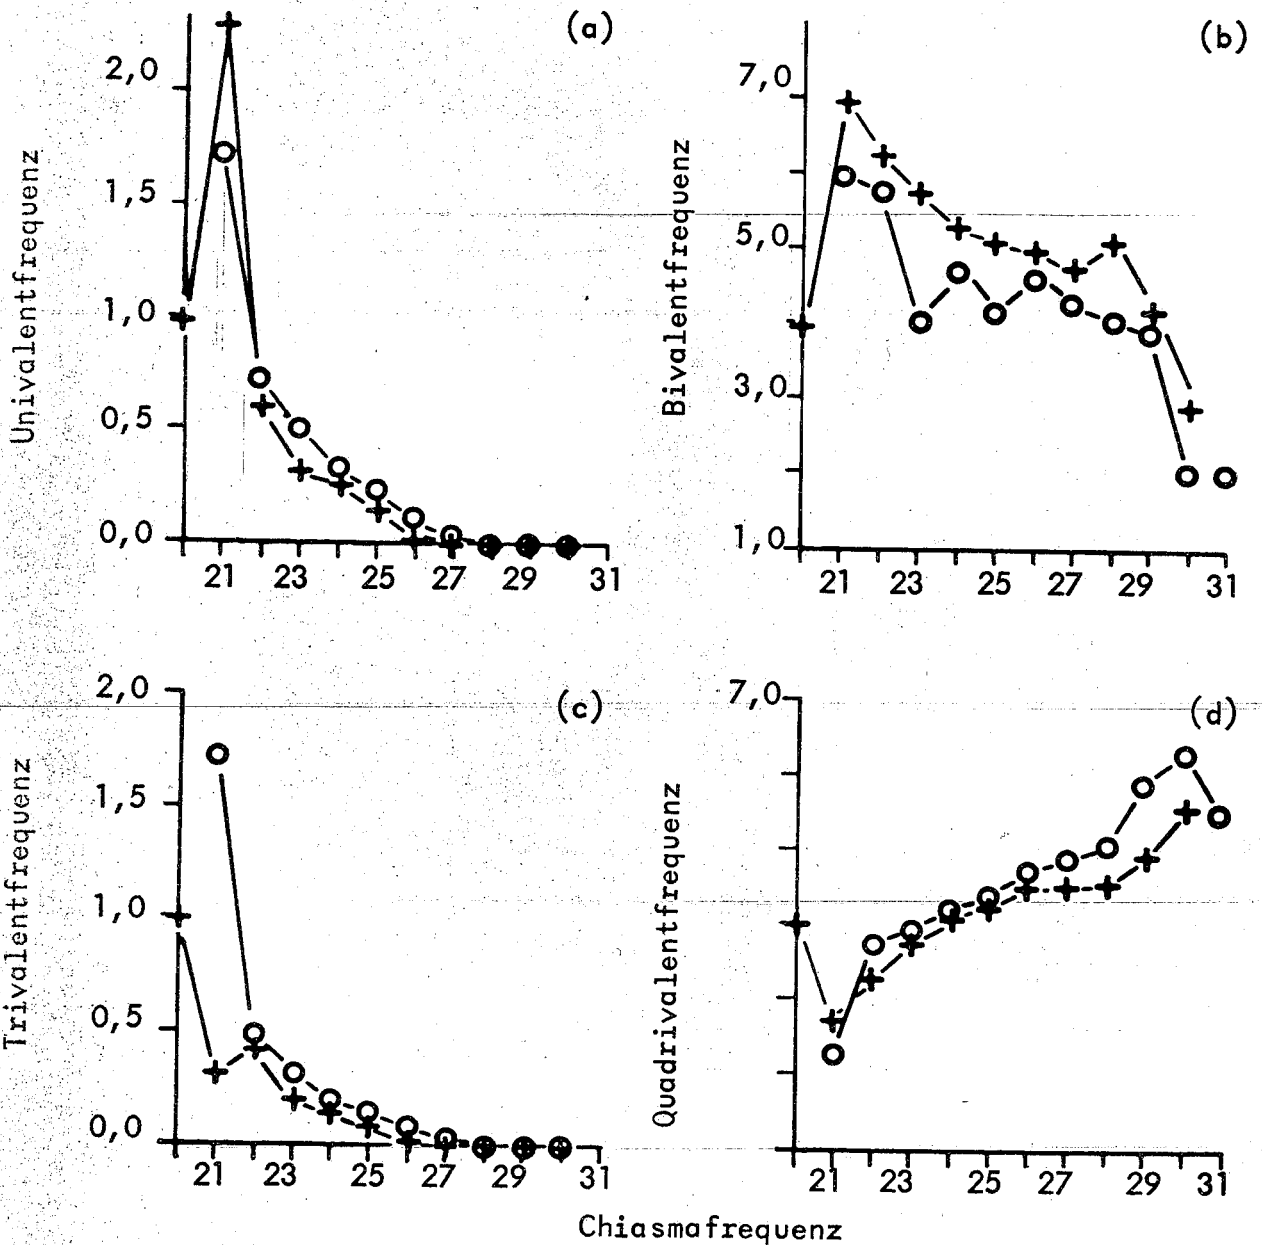 (a)
Univalentfrequenz
2,0
1,5
1,0
0,5
0,0
21 23 25 27 29 31
(b)
Bivalentfrequenz
7,0
5,0
3,0
1,0
21 23 25 27 29 31
(c)
Trivalentfrequenz
2,0
1,5
1,0
0,5
0,0
21 23 25 27 29 31
(d)
Quadrivalentfrequenz
7,0
21 23 27 29 31
Chiasmafrequenz